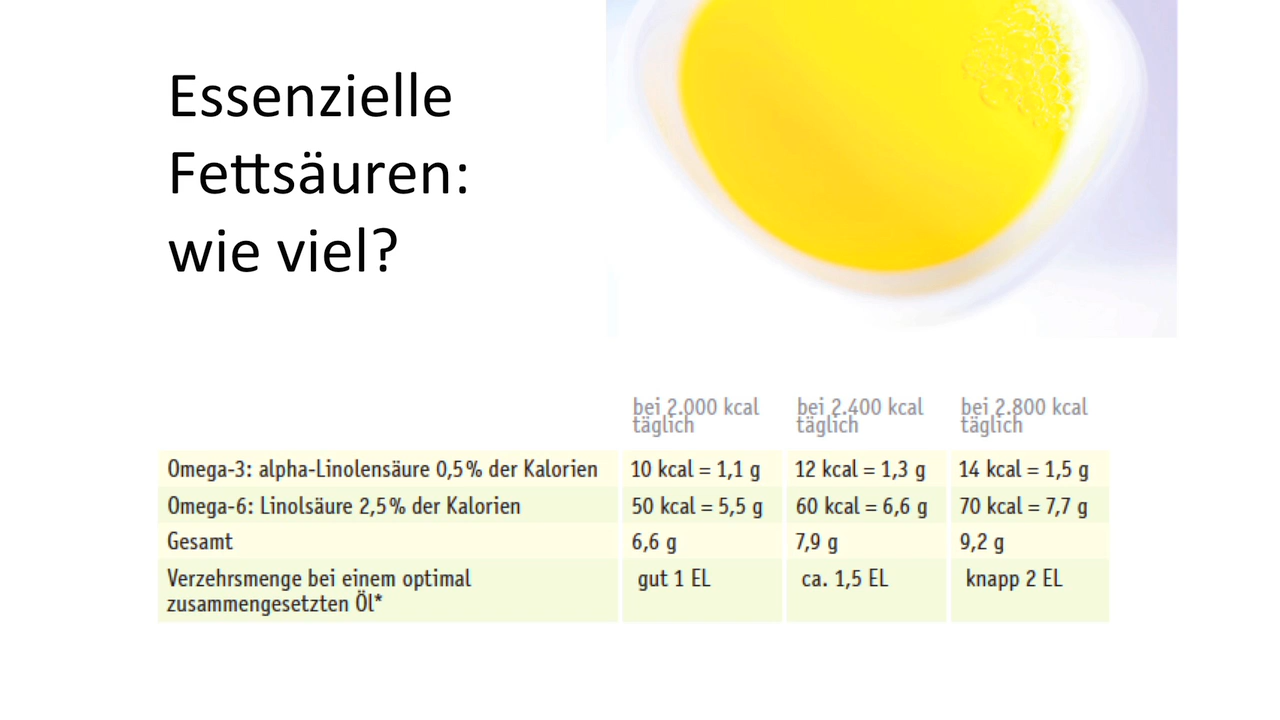 Essenzielle
Fettsäuren:
wie viel?
bei 2.000 kcal bei 2.400 kcal bei 2.800 kcal
täglich täglich täglich
Omega-3: alpha-Linolensäure 0,5% der Kalorien 10 kcal = 1,1 g 12 kcal = 1,3 g 14 kcal = 1,5 g
Omega-6: Linolsäure 2,5% der Kalorien 50 kcal = 5,5 g 60 kcal = 6,6 g 70 kcal = 7,7 g
Gesamt 6,6 g 7,9 g 9,2 g
Verzehrsmenge bei einem optimal gut 1 EL ca. 1,5 EL knapp 2 EL
zusammengesetzten Öl*